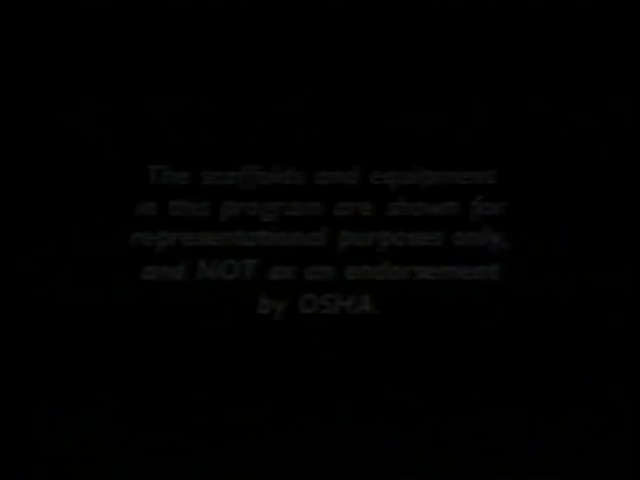 The scaffolds and equipment
in this program are shown for
representational purposes only,
and NOT as an endorsement
by OSHA.